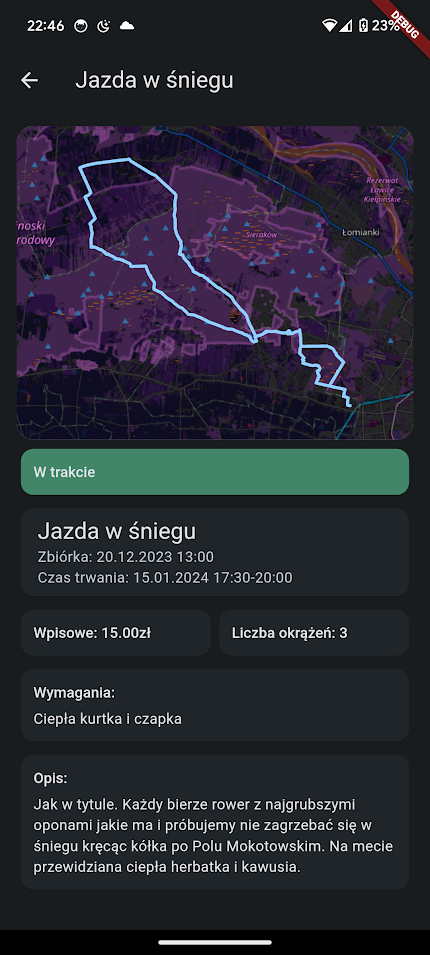 22:46
23%
DEBUG
Jazda w śniegu
Rezerwat
Ławice
Kiełpińskie
inoski
rodowy
Sieraków
Łomianki
W trakcie
Jazda w śniegu
Zbiórka: 20.12.2023 13:00
Czas trwania: 15.01.2024 17:30-20:00
Wpisowe: 15.00zł
Liczba okrążeń: 3
Wymagania:
Ciepła kurtka i czapka
Opis:
Jak w tytule. Każdy bierze rower z najgrubszymi
oponami jakie ma i próbujemy nie zagrzebać się w
śniegu kręcąc kółka po Polu Mokotowskim. Na mecie
przewidziana ciepła herbatka i kawusia.